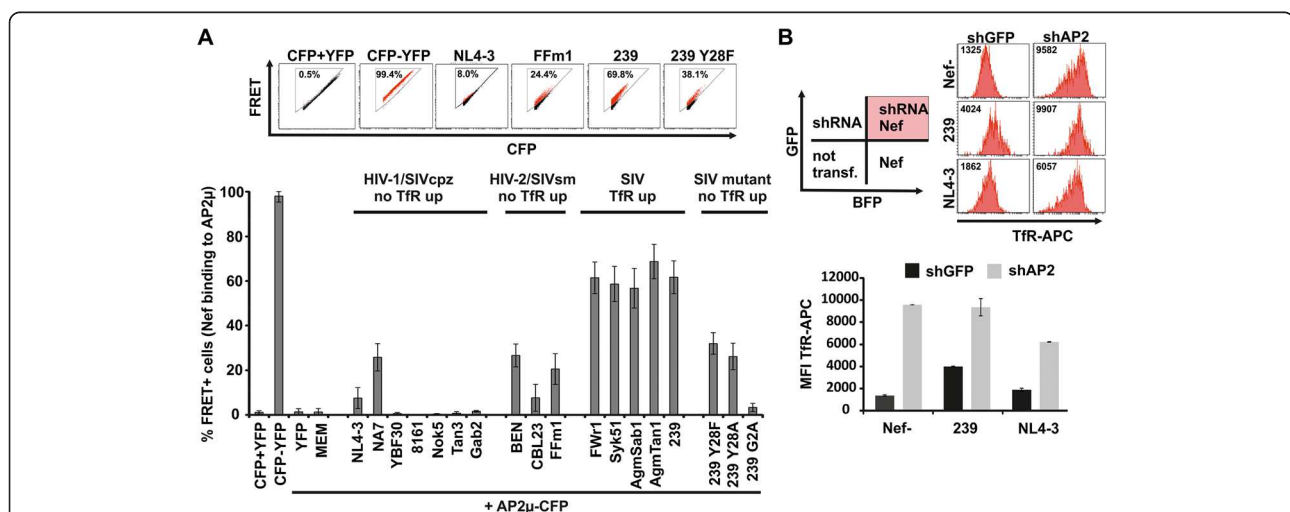 A
CFP+YFP CFP-YFP NL4-3 FFm1 239 239 Y28F
FRET
0.5% 99.4% 8.0% 24.4% 69.8% 38.1%
CFP
HIV-1/SIVcpz HIV-2/SIVsm SIV SIV mutant
no TfR up no TfR up TfR up no TfR up
% FRET+ cells (Nef binding to AP2µ)
100
80
60
40
20
0
CFP+YFP
CFP-YFP
YFP
MEM
NL4-3
NA7
YBF30
8161
Nok5
Tan3
Gab2
BEN
CBL23
FFm1
FWr1
Syk51
AgmSab1
AgmTan1
239
239 Y28F
239 Y28A
239 G2A
+ AP2µ-CFP
B
shGFP shAP2
GFP
shRNA
shRNA
Nef
not
transf.
Nef
BFP
Nef-
1325 9582
239
4024 9907
NL4-3
1862 6057
TfR-APC
shGFP shAP2
MFI TfR-APC
12000
10000
8000
6000
4000
2000
0
Nef- 239 NL4-3